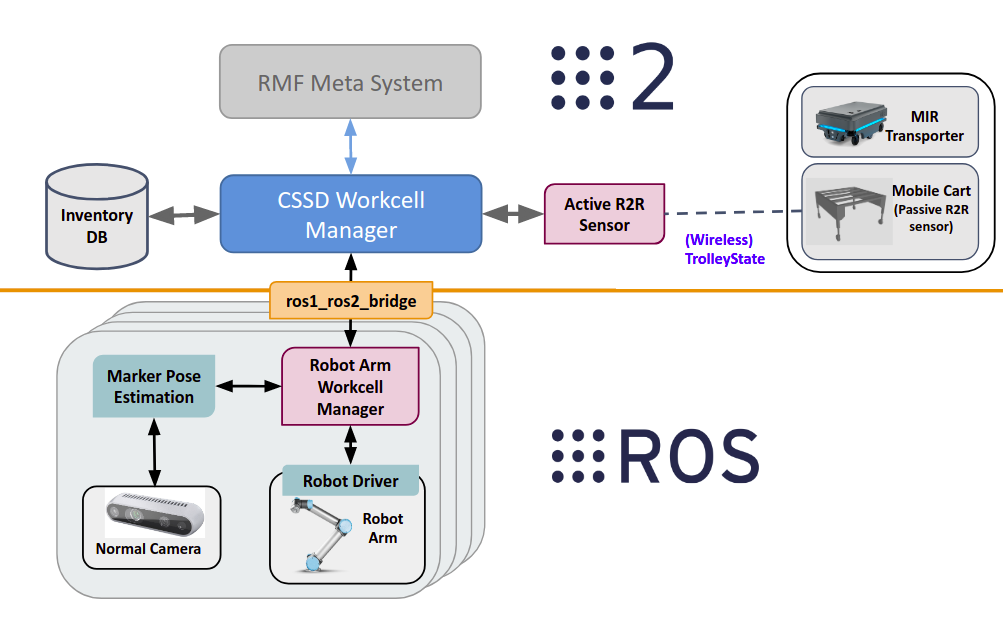 RMF Meta System
2
MIR
Transporter
CSSD Workcell
Manager
Inventory
DB
Active R2R
Sensor
Mobile Cart
(Passive R2R
sensor)
(Wireless)
TrolleyState
ros1_ros2_bridge
Marker Pose
Estimation
Robot Arm
Workcell
Manager
ROS
Robot Driver
Normal Camera
Robot
Arm